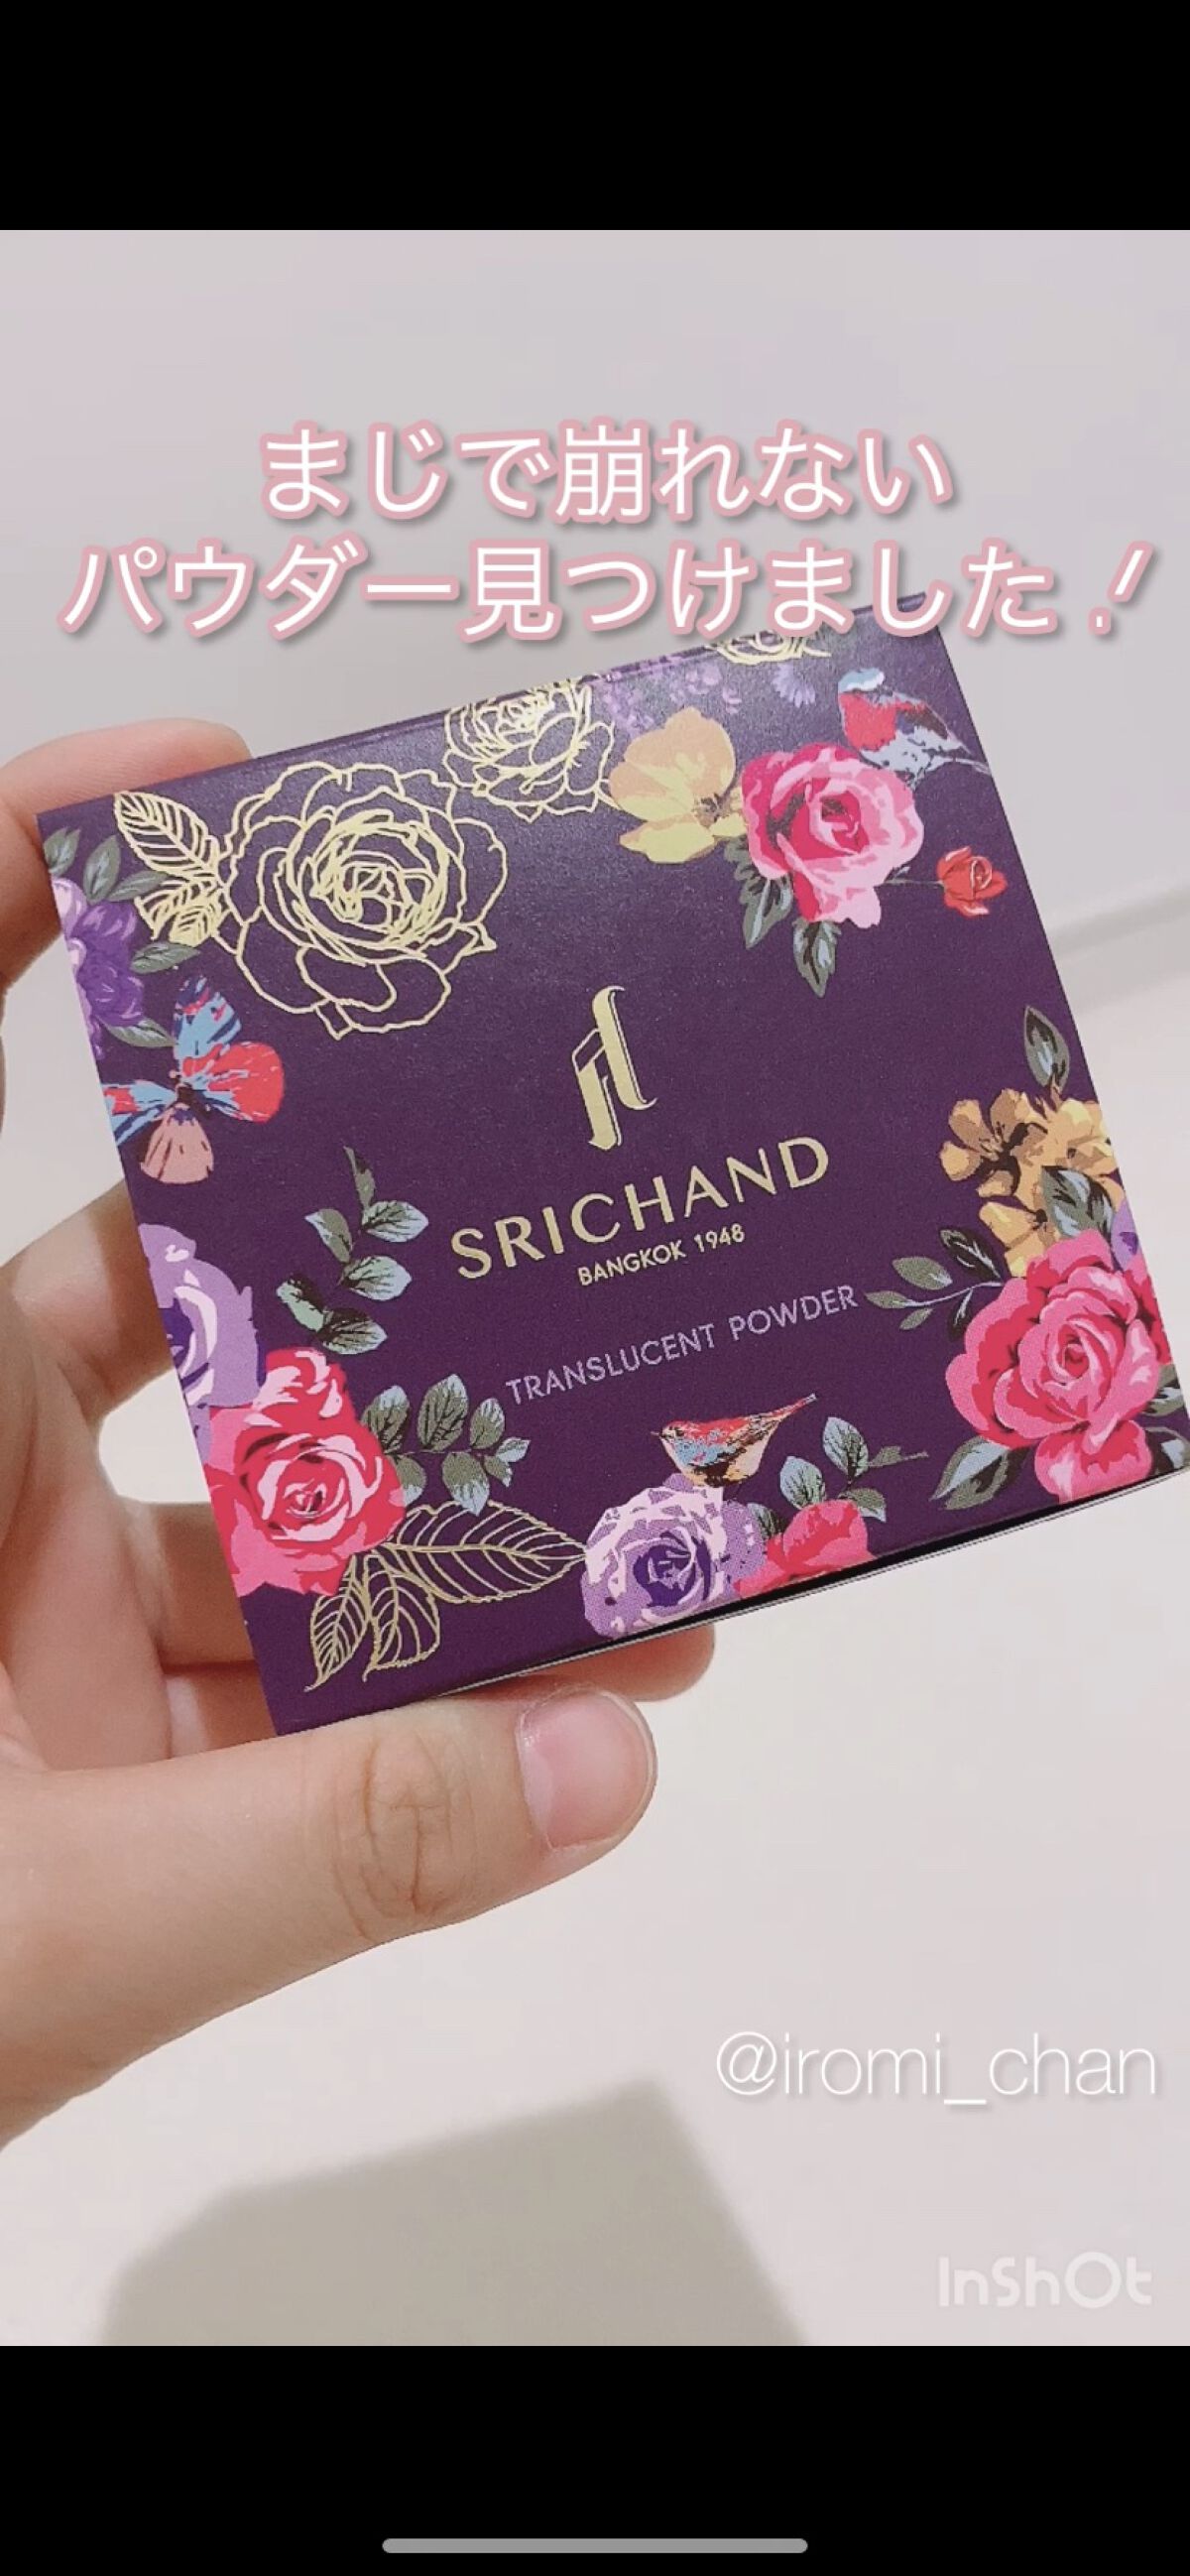 まじで崩れない
パウダー見つけました！
SRICHAND
BANGKOK 1948
TRANSLUCENT POWDER
@iromi_chan
InShOt